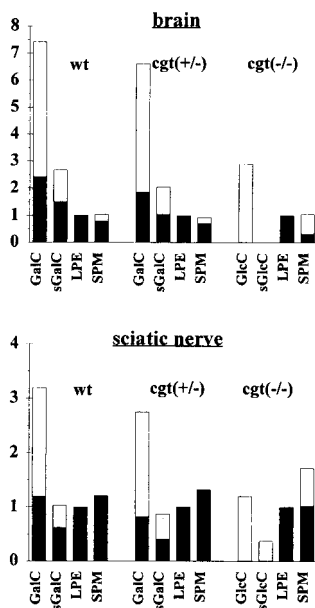 brain
8
7
6
5
4
3
2
1
0
wt
cgt(+/-)
cgt(-/-)
GalC
sGalC
LPE
SPM
GalC
sGalC
LPE
SPM
GlcC
sGlcC
LPE
SPM
sciatic nerve
4
3
2
1
0
wt
cgt(+/-)
cgt(-/-)
GalC
sGalC
LPE
SPM
GalC
sGalC
LPE
SPM
GlcC
sGlcC
LPE
SPM